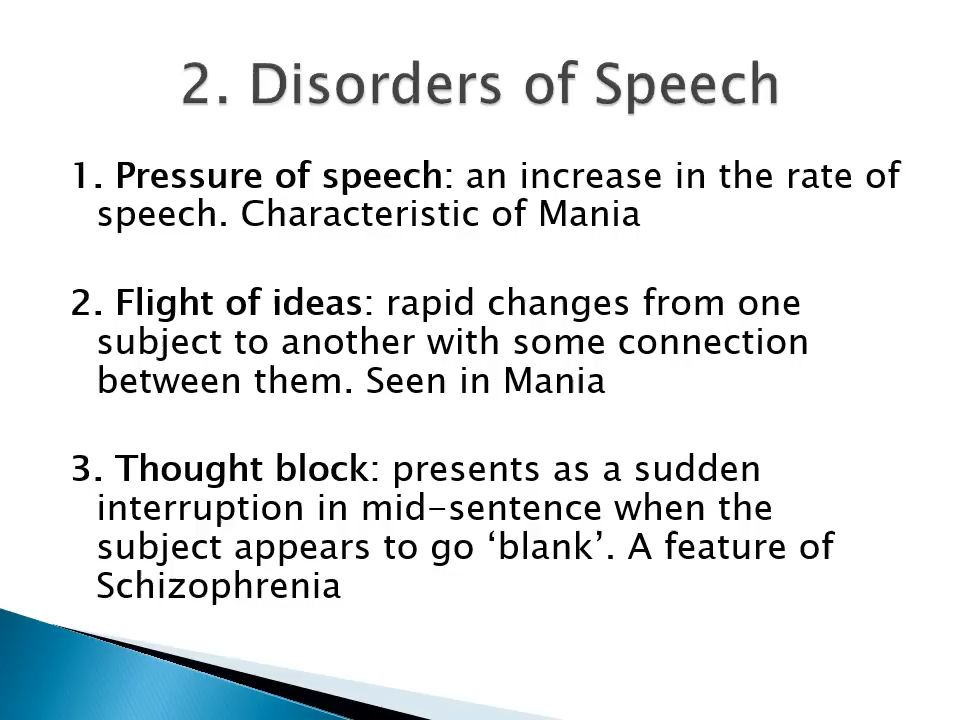 2. Disorders of Speech
1. Pressure of speech: an increase in the rate of
speech. Characteristic of Mania
2. Flight of ideas: rapid changes from one
subject to another with some connection
between them. Seen in Mania
3. Thought block: presents as a sudden
interruption in mid-sentence when the
subject appears to go ‘blank’. A feature of
Schizophrenia